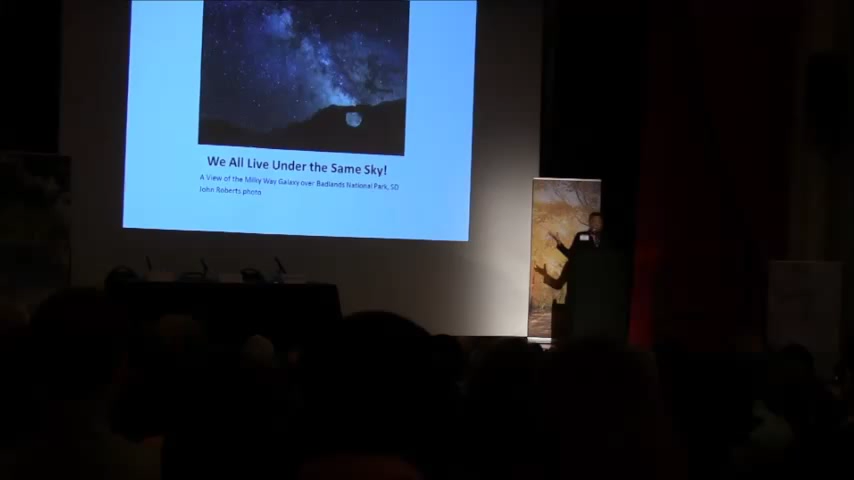 We All Live Under the Same Sky!
A View of the Milky Way Galaxy over Badlands National Park, SD
John Roberts photo